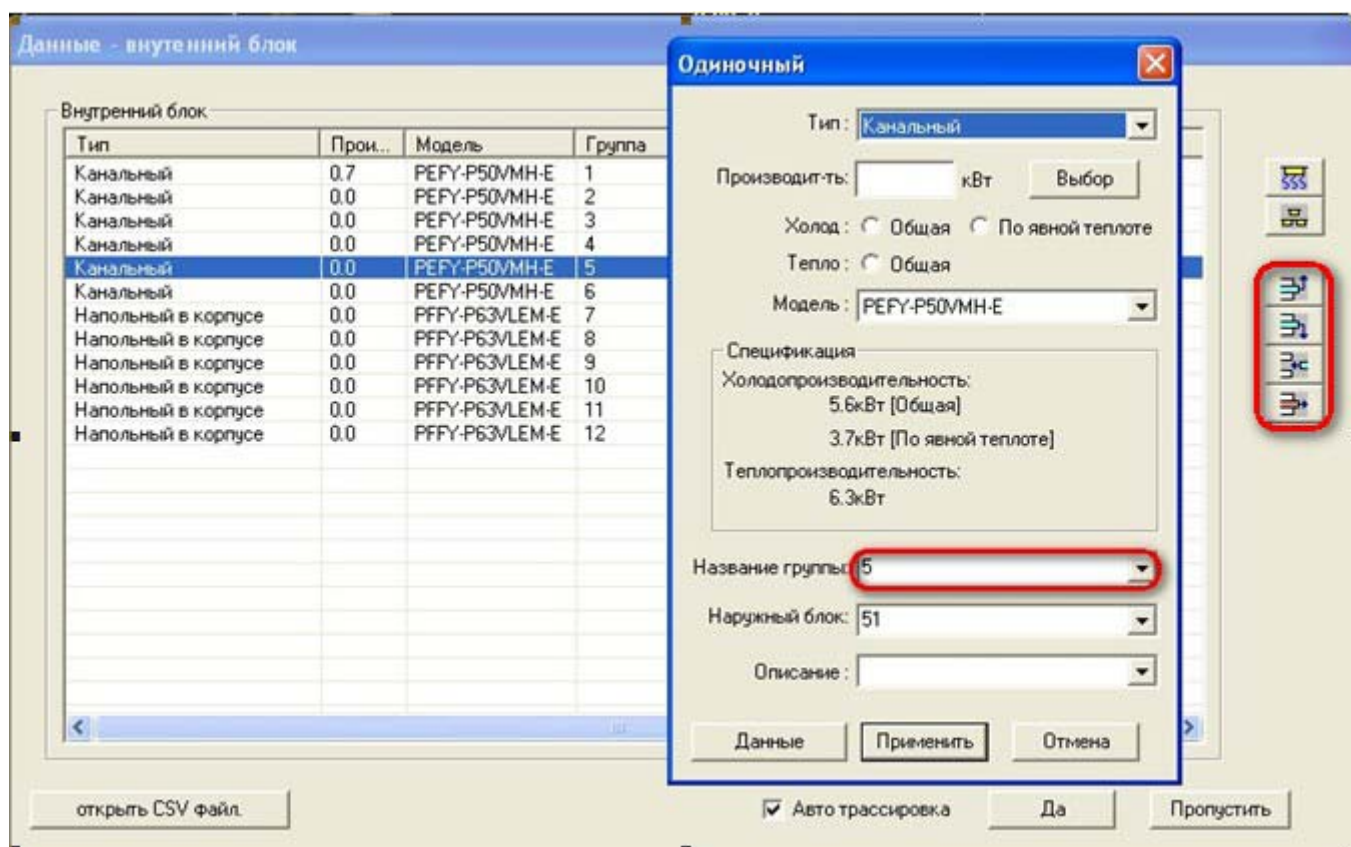 Данные - внутенний блок
Внутренний блок
Тип Прои... Модель Группа
Канальный 0.7 PEFY-P50VMH-E 1
Канальный 0.0 PEFY-P50VMH-E 2
Канальный 0.0 PEFY-P50VMH-E 3
Канальный 0.0 PEFY-P50VMH-E 4
Канальный 0.0 PEFY-P50VMH-E 5
Канальный 0.0 PEFY-P50VMH-E 6
Напольный в корпусе 0.0 PFFY-P63VLEM-E 7
Напольный в корпусе 0.0 PFFY-P63VLEM-E 8
Напольный в корпусе 0.0 PFFY-P63VLEM-E 9
Напольный в корпусе 0.0 PFFY-P63VLEM-E 10
Напольный в корпусе 0.0 PFFY-P63VLEM-E 11
Напольный в корпусе 0.0 PFFY-P63VLEM-E 12
Одиночный
Тип : Канальный
Производит-ть: кВт Выбор
Холод : Общая По явной теплоте
Тепло : Общая
Модель : PEFY-P50VMH-E
Спецификация
Холодопроизводительность:
5.6кВт [Общая]
3.7кВт [По явной теплоте]
Теплопроизводительность:
6.3кВт
Название группы: 5
Наружный блок: 51
Описание :
Данные Применить Отмена
открыть CSV файл. Авто трассировка Да Пропустить